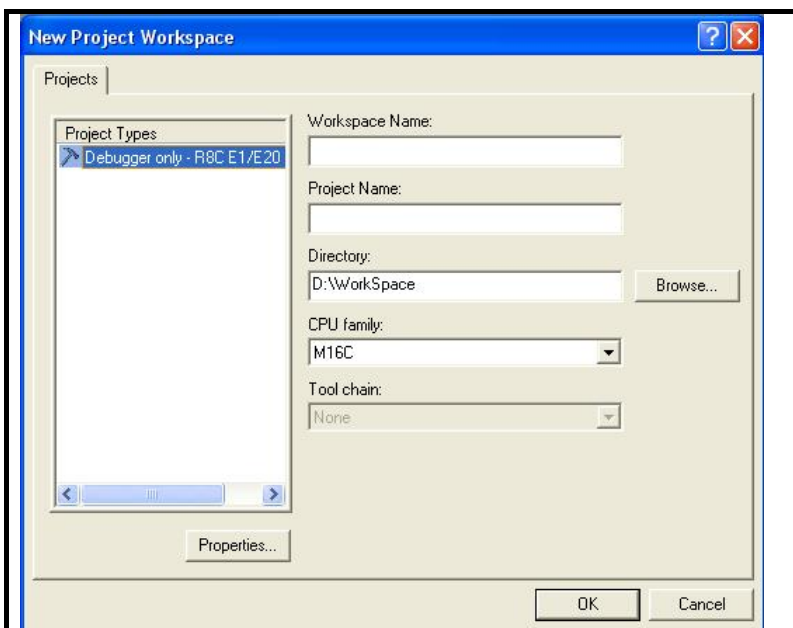 New Project Workspace
Projects
Project Types
Debugger only - R8C E1/E20
Workspace Name:
Project Name:
Directory:
D:\WorkSpace
Browse...
CPU family:
M16C
Tool chain:
None
Properties...
OK
Cancel